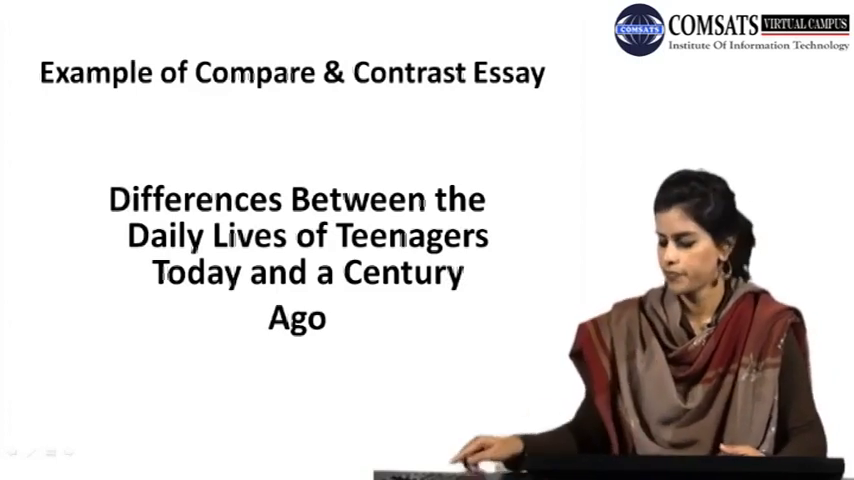 COMSATS VIRTUAL CAMPUS
COMSATS
Institute Of Information Technology
Example of Compare & Contrast Essay
Differences Between the
Daily Lives of Teenagers
Today and a Century
Ago